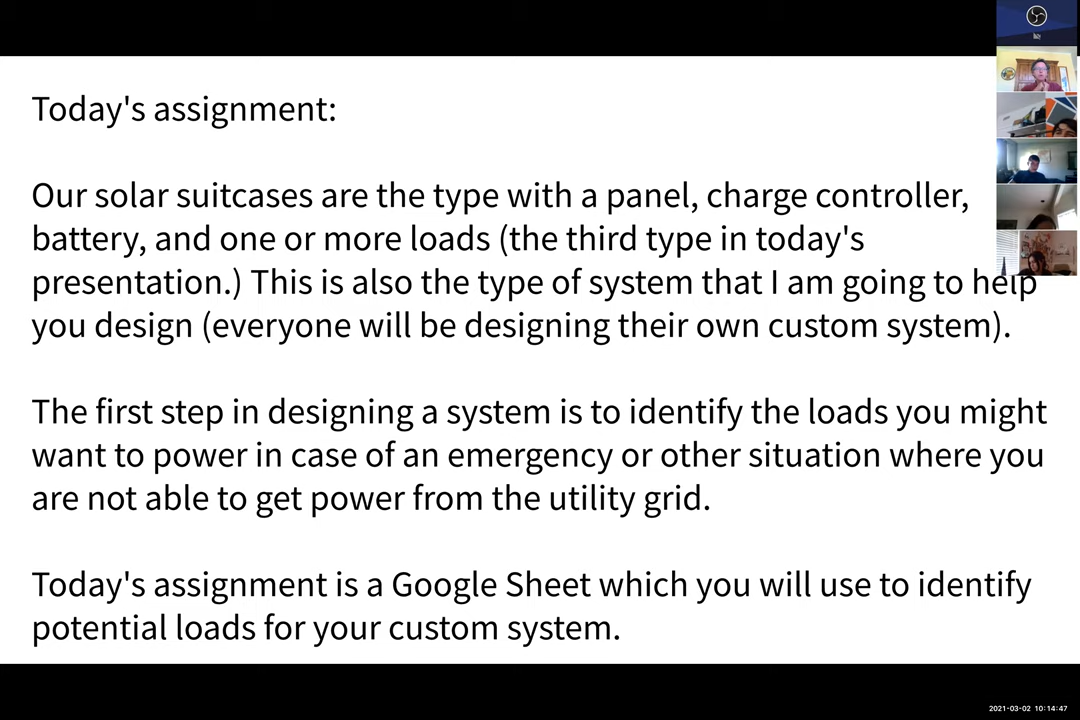 Today's assignment:
Our solar suitcases are the type with a panel, charge controller,
battery, and one or more loads (the third type in today's
presentation.) This is also the type of system that I am going to help
you design (everyone will be designing their own custom system).
The first step in designing a system is to identify the loads you might
want to power in case of an emergency or other situation where you
are not able to get power from the utility grid.
Today's assignment is a Google Sheet which you will use to identify
potential loads for your custom system.
2021-03-02 10:14:47